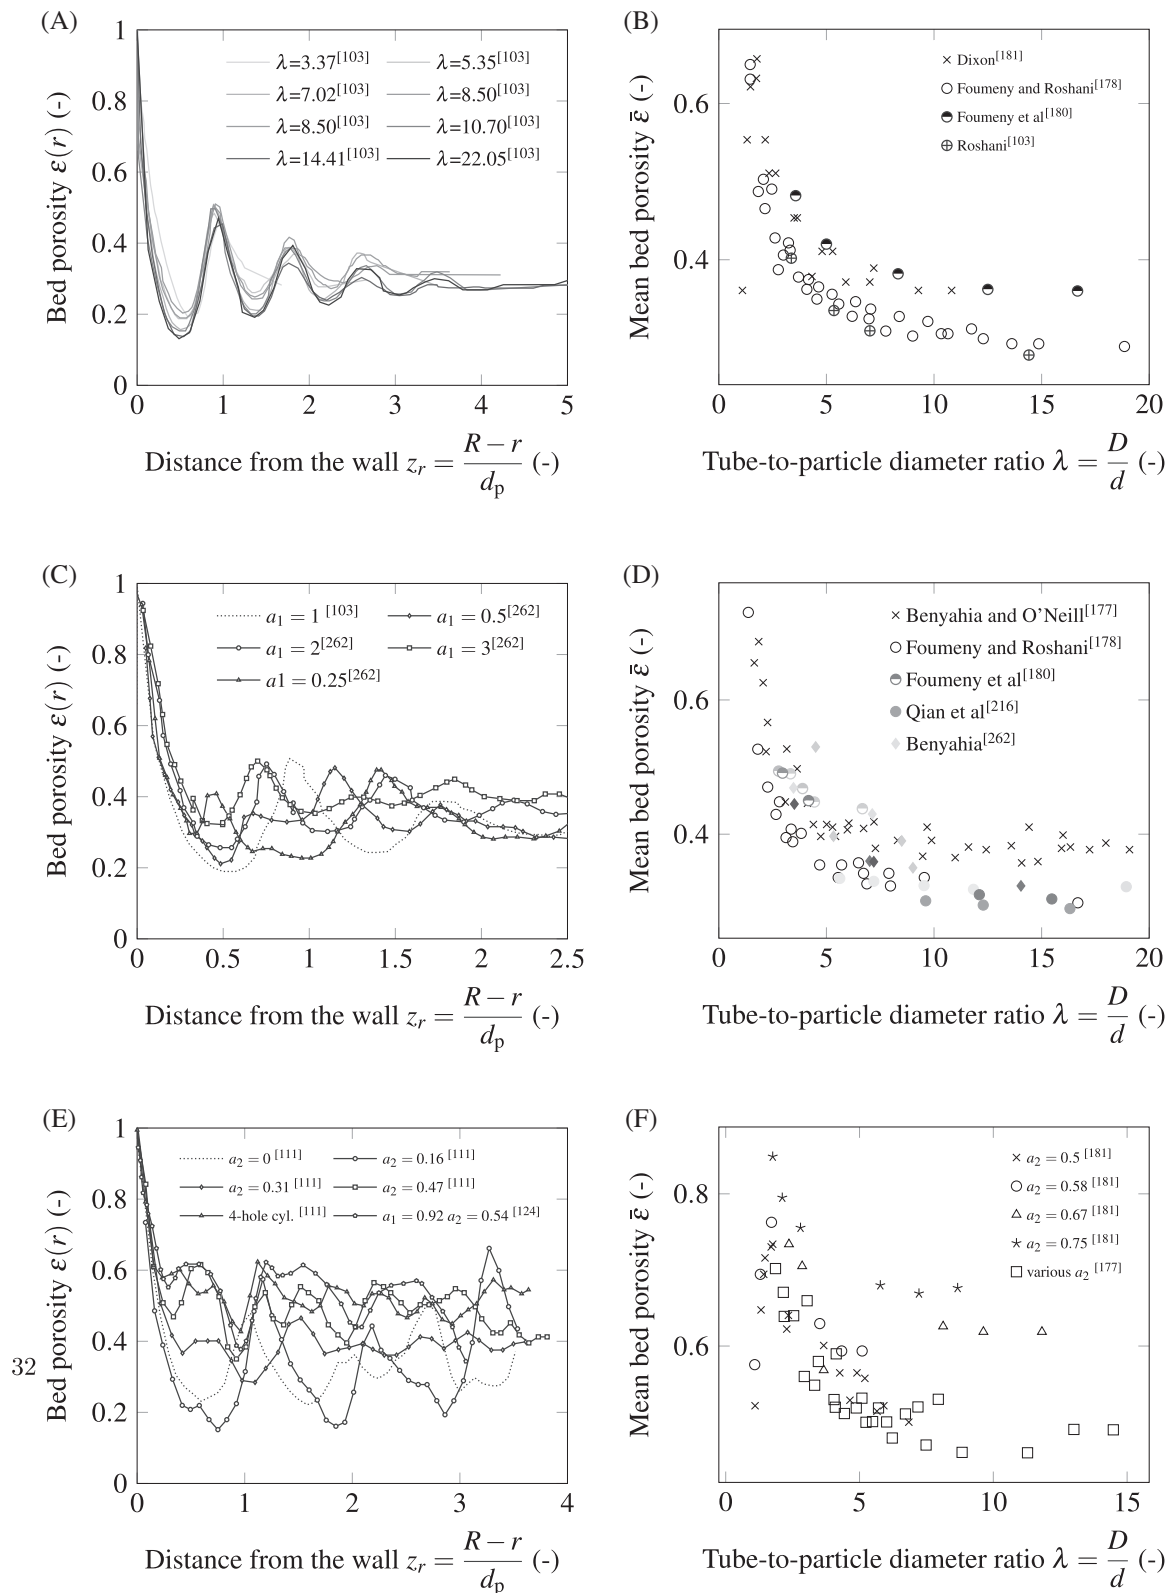 (A)
1
0.8
0.6
0.4
0.2
0
Bed porosity ε(r) (-)
λ=3.37[103] λ=5.35[103]
λ=7.02[103] λ=8.50[103]
λ=8.50[103] λ=10.70[103]
λ=14.41[103] λ=22.05[103]
0 1 2 3 4 5
Distance from the wall z_r = (R − r)/d_p (-)
(B)
0.6
0.4
Mean bed porosity ε̄ (-)
Dixon[181]
Foumeny and Roshani[178]
Foumeny et al[180]
Roshani[103]
0 5 10 15 20
Tube-to-particle diameter ratio λ = D/d (-)
(C)
1
0.8
0.6
0.4
0.2
0
Bed porosity ε(r) (-)
a₁ = 1 [103] a₁ = 0.5[262]
a₁ = 2[262] a₁ = 3[262]
a1 = 0.25[262]
0 0.5 1 1.5 2 2.5
Distance from the wall z_r = (R − r)/d_p (-)
(D)
0.6
0.4
Mean bed porosity ε̄ (-)
Benyahia and O'Neill[177]
Foumeny and Roshani[178]
Foumeny et al[180]
Qian et al[216]
Benyahia[262]
0 5 10 15 20
Tube-to-particle diameter ratio λ = D/d (-)
(E)
1
0.8
0.6
0.4
0.2
0
Bed porosity ε(r) (-)
a₂ = 0 [111] a₂ = 0.16 [111]
a₂ = 0.31 [111] a₂ = 0.47 [111]
4-hole cyl. [111] a₁ = 0.92 a₂ = 0.54 [124]
0 1 2 3 4
Distance from the wall z_r = (R − r)/d_p (-)
(F)
0.8
0.6
Mean bed porosity ε̄ (-)
a₂ = 0.5 [181]
a₂ = 0.58 [181]
a₂ = 0.67 [181]
a₂ = 0.75 [181]
various a₂ [177]
0 5 10 15
Tube-to-particle diameter ratio λ = D/d (-)
32